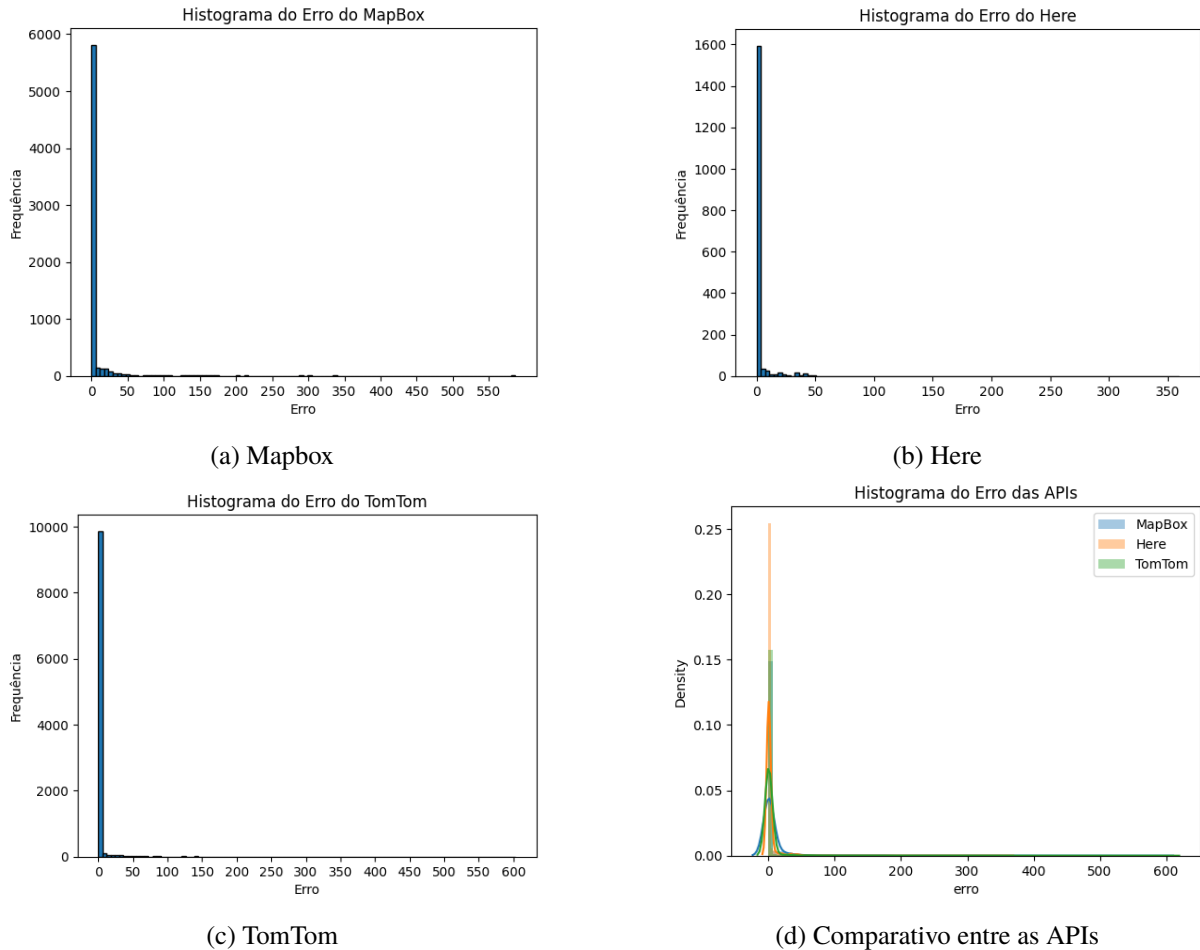 Histograma do Erro do MapBox
6000
5000
4000
3000
2000
1000
0
Frequência
0 50 100 150 200 250 300 350 400 450 500 550
Erro
(a) Mapbox
Histograma do Erro do Here
1600
1400
1200
1000
800
600
400
200
0
Frequência
0 50 100 150 200 250 300 350
Erro
(b) Here
Histograma do Erro do TomTom
10000
8000
6000
4000
2000
0
Frequência
0 50 100 150 200 250 300 350 400 450 500 550 600
Erro
(c) TomTom
Histograma do Erro das APIs
MapBox
Here
TomTom
0.25
0.20
0.15
0.10
0.05
0.00
Density
0 100 200 300 400 500 600
erro
(d) Comparativo entre as APIs